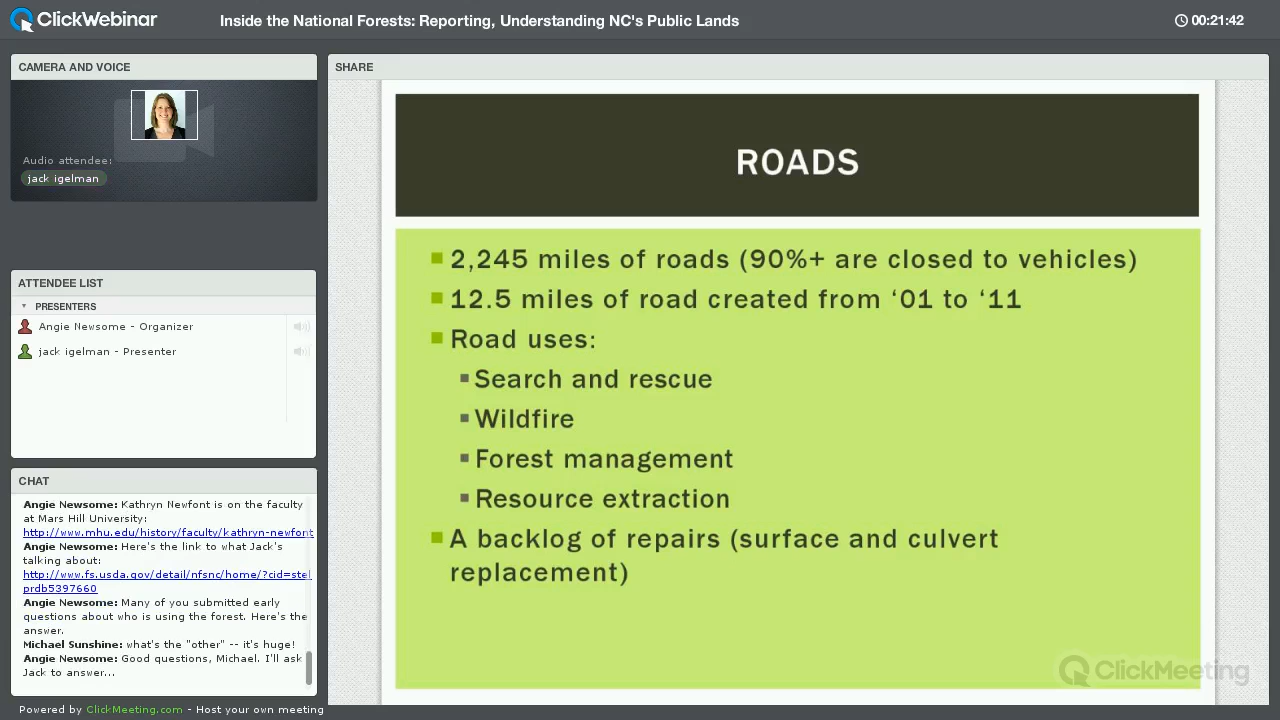 ClickWebinar
Inside the National Forests: Reporting, Understanding NC's Public Lands
00:21:42
CAMERA AND VOICE
Audio attendee:
jack igelman
ATTENDEE LIST
PRESENTERS
Angie Newsome - Organizer
jack igelman - Presenter
CHAT
Angie Newsome: Kathryn Newfont is on the faculty
at Mars Hill University:
http://www.mhu.edu/history/faculty/kathryn-newfont
Angie Newsome: Here's the link to what Jack's
talking about:
http://www.fs.usda.gov/detail/nfsnc/home/?cid=stel
prdb5397660
Angie Newsome: Many of you submitted early
questions about who is using the forest. Here's the
answer.
Michael Sunshine: what's the "other" -- it's huge!
Angie Newsome: Good questions, Michael. I'll ask
Jack to answer...
Powered by ClickMeeting.com - Host your own meeting
SHARE
ROADS
2,245 miles of roads (90%+ are closed to vehicles)
12.5 miles of road created from ‘01 to ‘11
Road uses:
Search and rescue
Wildfire
Forest management
Resource extraction
A backlog of repairs (surface and culvert
replacement)
ClickMeeting